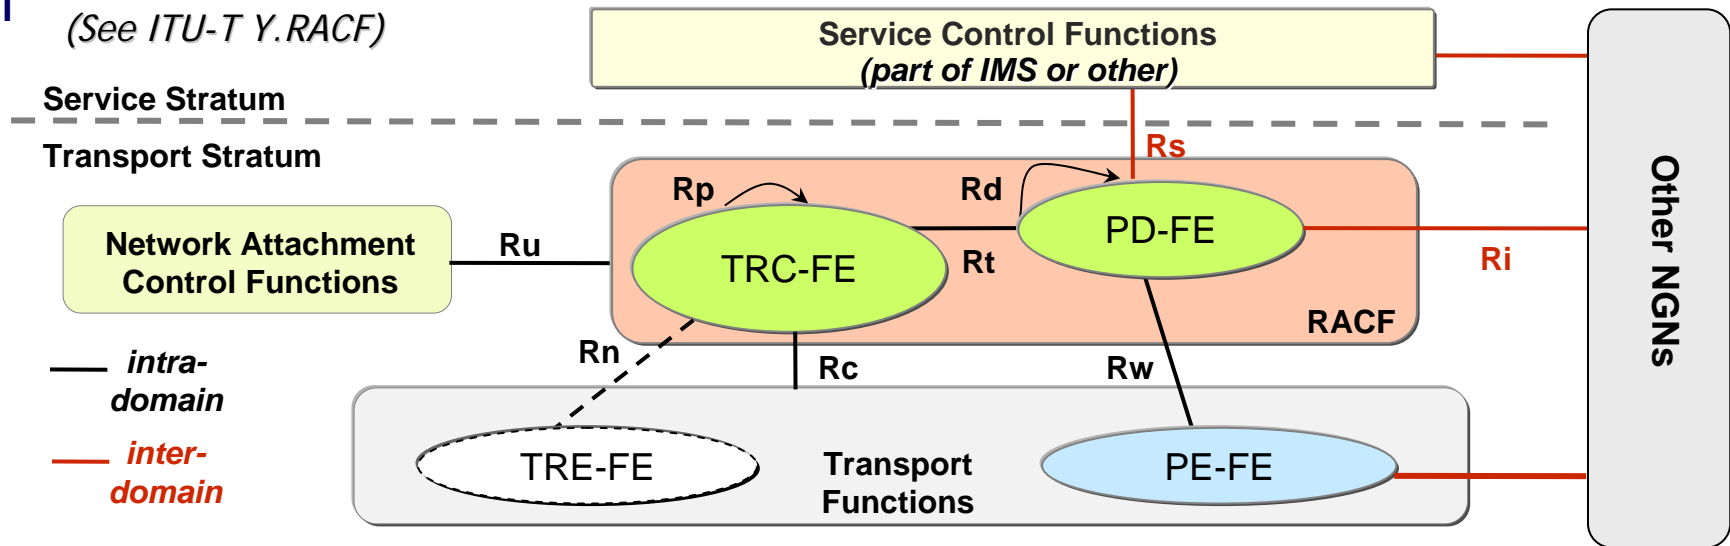 (See ITU-T Y.RACF)
Service Control Functions
(part of IMS or other)
Service Stratum
Transport Stratum
Rs
Rp
Rd
PD-FE
Network Attachment
Control Functions
Ru
TRC-FE
Rt
Ri
RACF
Other NGNs
intra-
domain
Rn
Rc
Rw
inter-
domain
TRE-FE
Transport
Functions
PE-FE